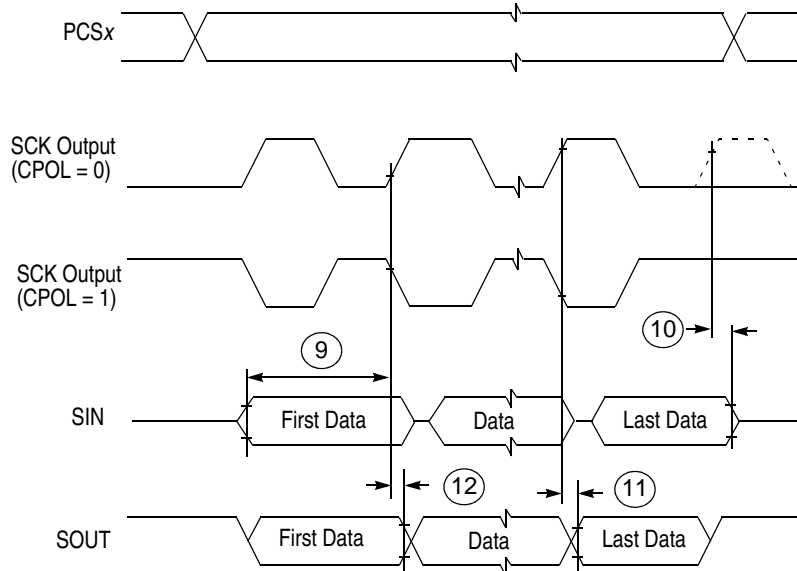 PCSx
SCK Output
(CPOL = 0)
SCK Output
(CPOL = 1)
10
9
SIN
First Data
Data
Last Data
12
11
SOUT
First Data
Data
Last Data